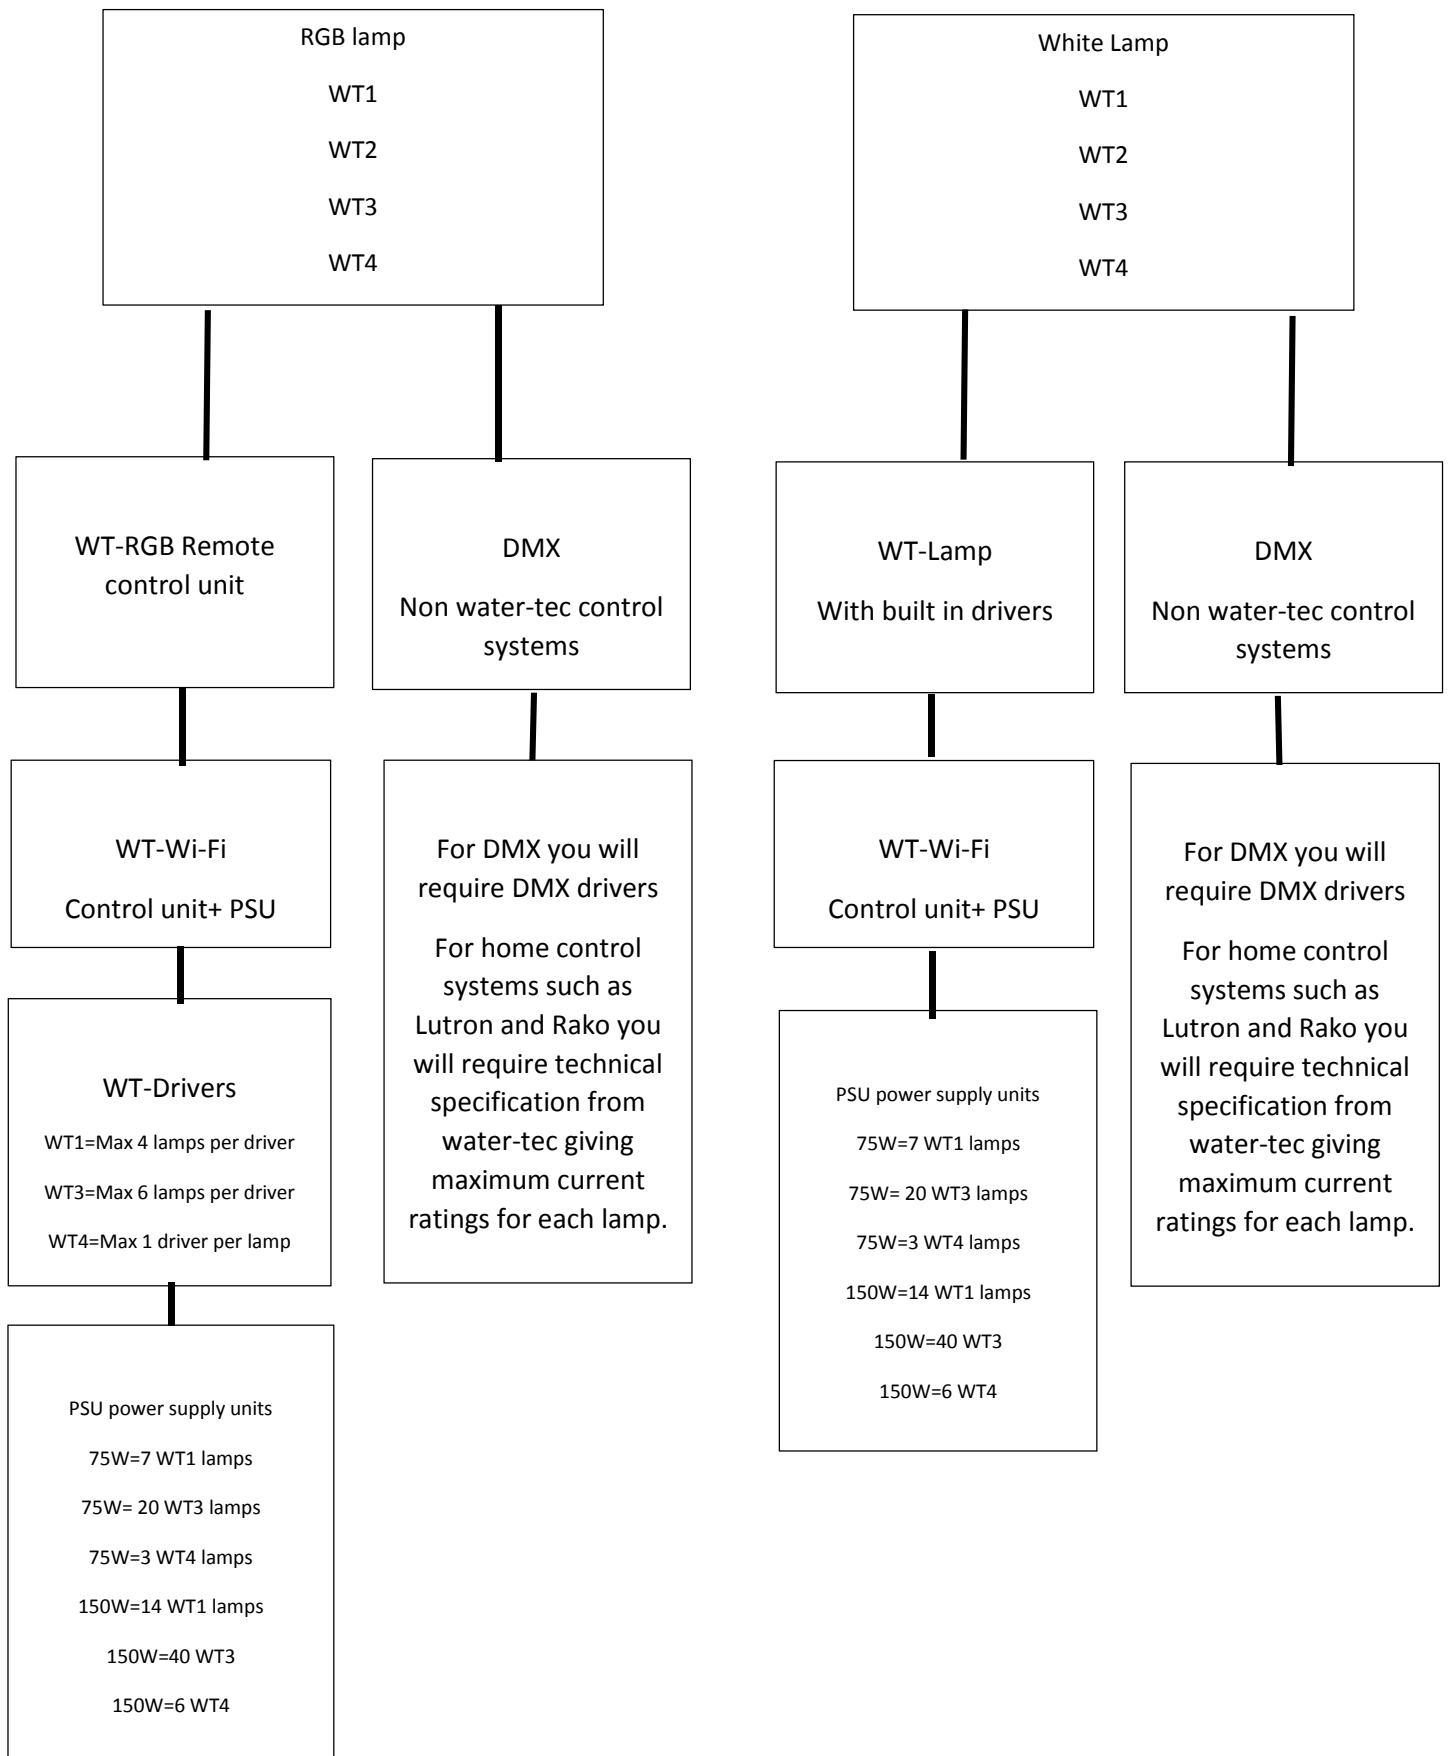 RGB lamp
WT1
WT2
WT3
WT4
White Lamp
WT1
WT2
WT3
WT4
WT-RGB Remote
control unit
DMX
Non water-tec control
systems
WT-Lamp
With built in drivers
DMX
Non water-tec control
systems
WT-Wi-Fi
Control unit+ PSU
For DMX you will
require DMX drivers
For home control
systems such as
Lutron and Rako you
will require technical
specification from
water-tec giving
maximum current
ratings for each lamp.
WT-Wi-Fi
Control unit+ PSU
For DMX you will
require DMX drivers
For home control
systems such as
Lutron and Rako you
will require technical
specification from
water-tec giving
maximum current
ratings for each lamp.
WT-Drivers
WT1=Max 4 lamps per driver
WT3=Max 6 lamps per driver
WT4=Max 1 driver per lamp
PSU power supply units
75W=7 WT1 lamps
75W= 20 WT3 lamps
75W=3 WT4 lamps
150W=14 WT1 lamps
150W=40 WT3
150W=6 WT4
PSU power supply units
75W=7 WT1 lamps
75W= 20 WT3 lamps
75W=3 WT4 lamps
150W=14 WT1 lamps
150W=40 WT3
150W=6 WT4